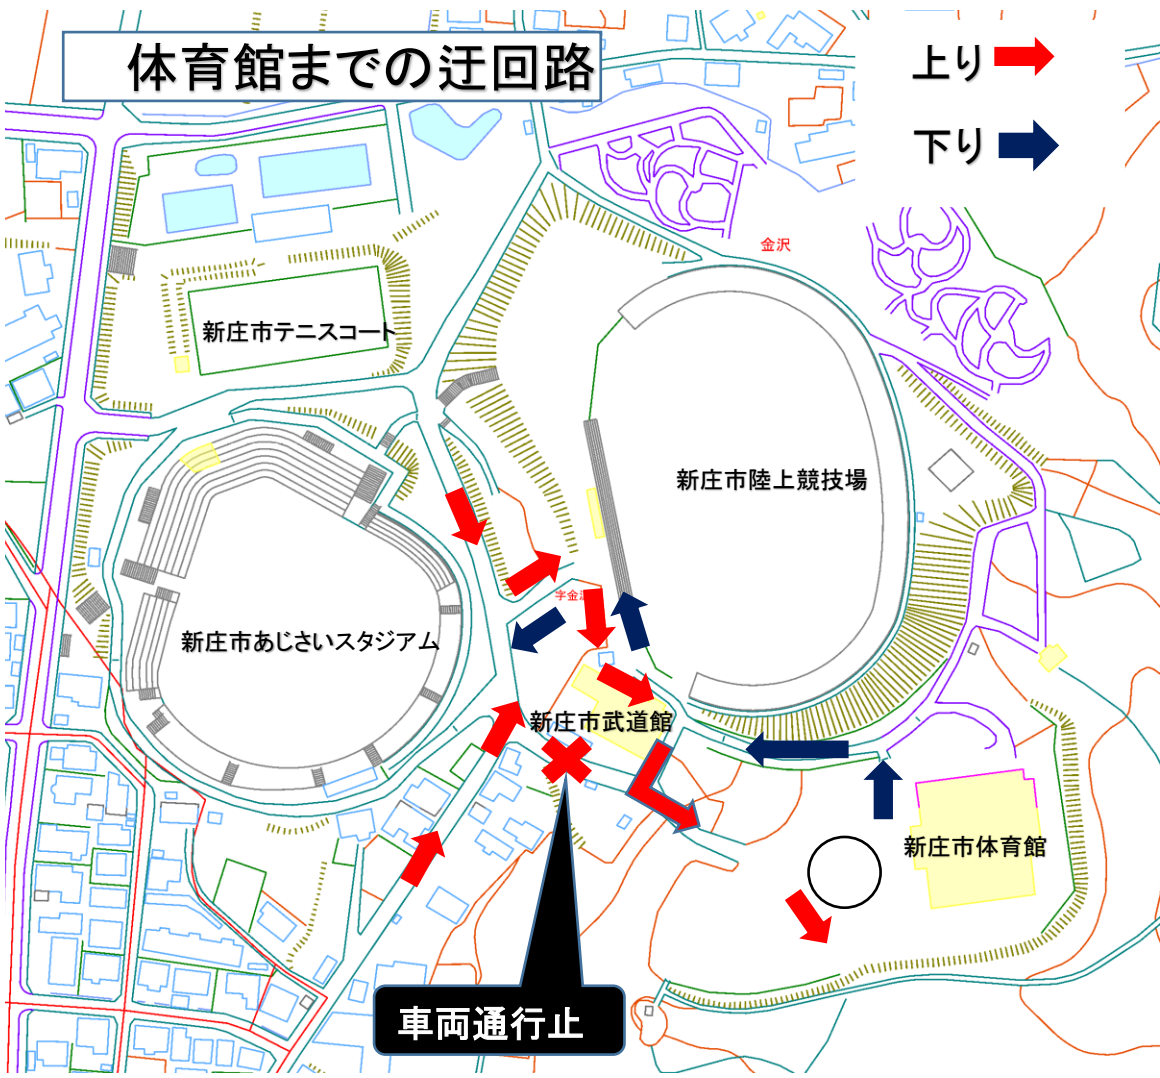 体育館までの迂回路
上り
下り
金沢
新庄市テニスコート
新庄市陸上競技場
字金沢
新庄市あじさいスタジアム
新庄市武道館
新庄市体育館
車両通行止